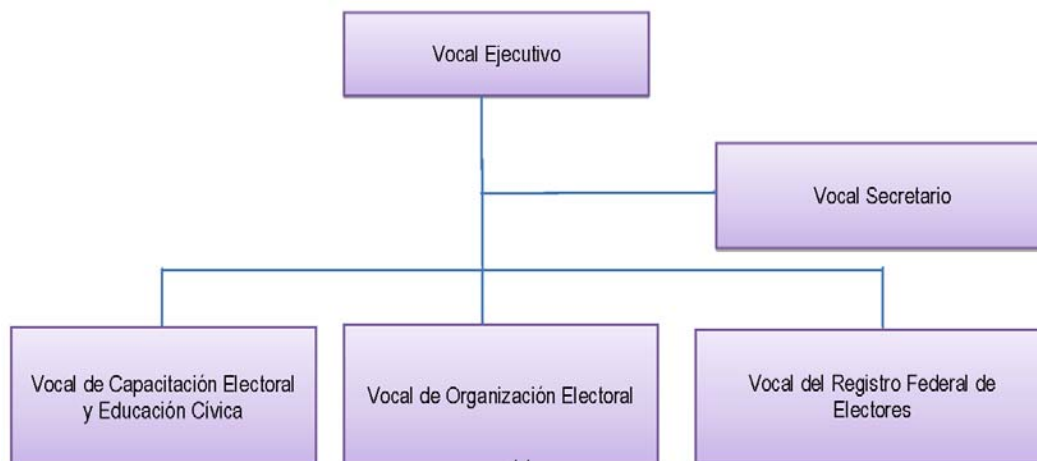 Vocal Ejecutivo
Vocal Secretario
Vocal de Capacitación Electoral
y Educación Cívica
Vocal de Organización Electoral
Vocal del Registro Federal de
Electores